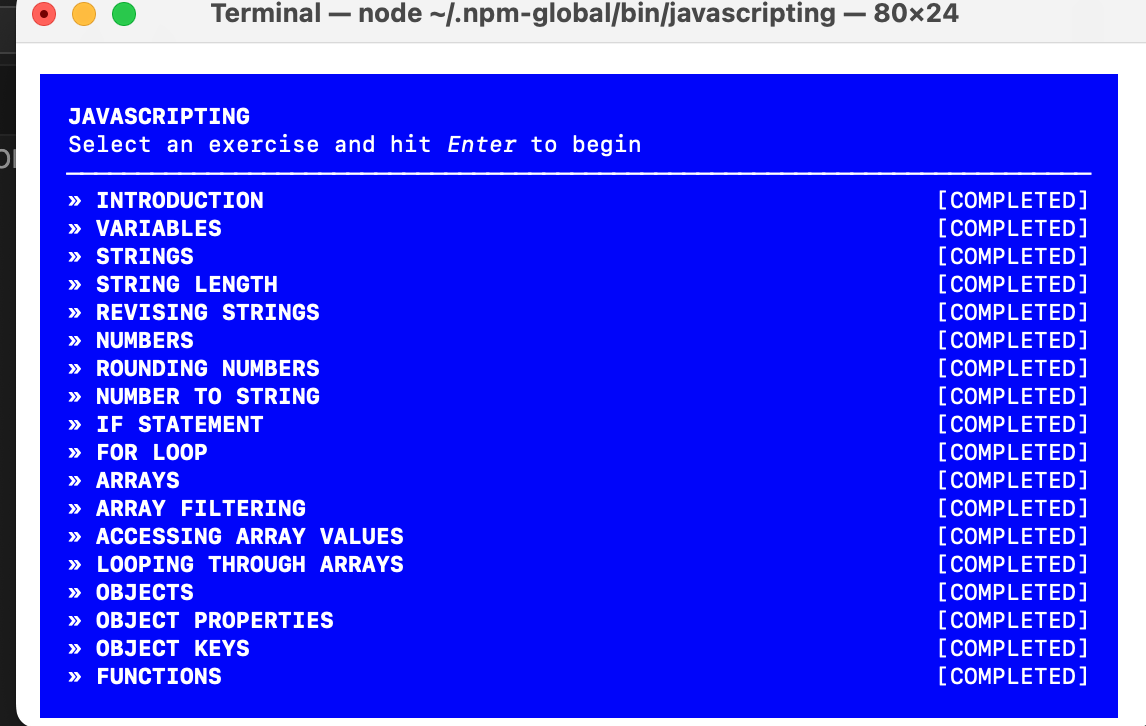 Terminal — node ~/.npm-global/bin/javascripting — 80×24
JAVASCRIPTING
Select an exercise and hit Enter to begin
» INTRODUCTION [COMPLETED]
» VARIABLES [COMPLETED]
» STRINGS [COMPLETED]
» STRING LENGTH [COMPLETED]
» REVISING STRINGS [COMPLETED]
» NUMBERS [COMPLETED]
» ROUNDING NUMBERS [COMPLETED]
» NUMBER TO STRING [COMPLETED]
» IF STATEMENT [COMPLETED]
» FOR LOOP [COMPLETED]
» ARRAYS [COMPLETED]
» ARRAY FILTERING [COMPLETED]
» ACCESSING ARRAY VALUES [COMPLETED]
» LOOPING THROUGH ARRAYS [COMPLETED]
» OBJECTS [COMPLETED]
» OBJECT PROPERTIES [COMPLETED]
» OBJECT KEYS [COMPLETED]
» FUNCTIONS [COMPLETED]